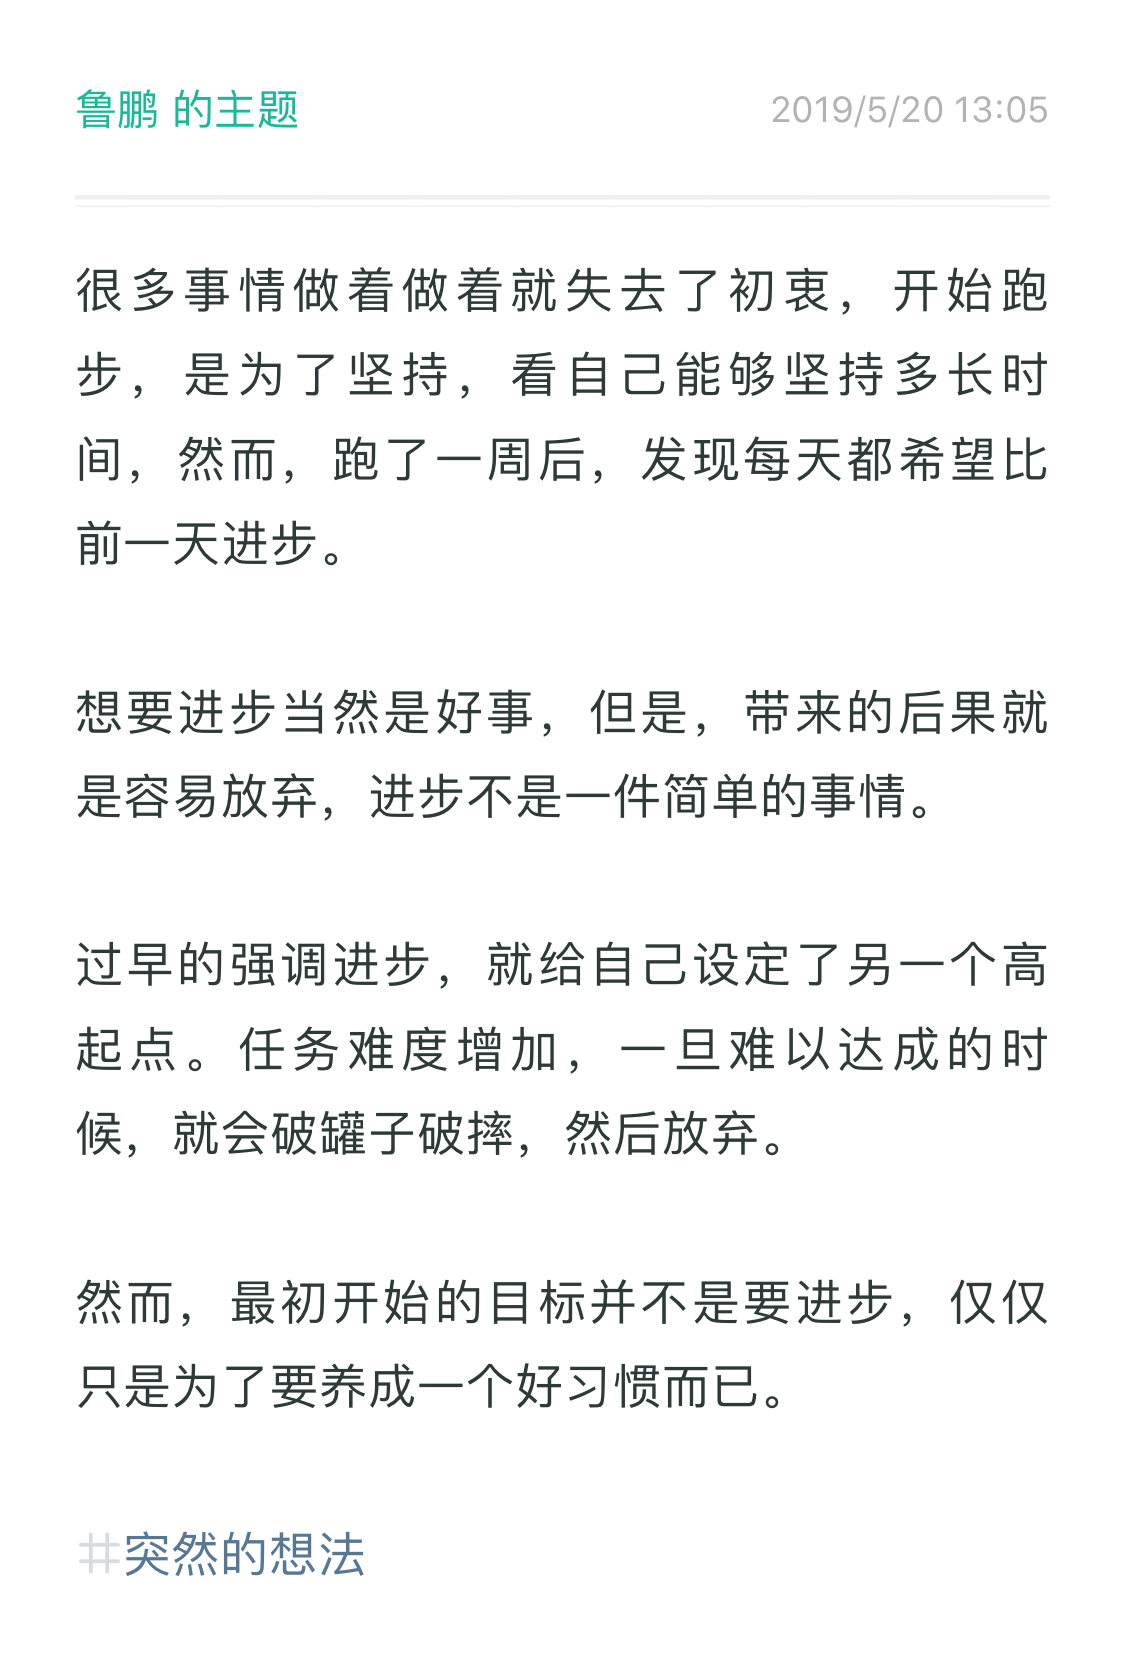 鲁鹏 的主题
2019/5/20 13:05
很多事情做着做着就失去了初衷，开始跑
步，是为了坚持，看自己能够坚持多长时
间，然而，跑了一周后，发现每天都希望比
前一天进步。
想要进步当然是好事，但是，带来的后果就
是容易放弃，进步不是一件简单的事情。
过早的强调进步，就给自己设定了另一个高
起点。任务难度增加，一旦难以达成的时
候，就会破罐子破摔，然后放弃。
然而，最初开始的目标并不是要进步，仅仅
只是为了要养成一个好习惯而已。
#突然的想法